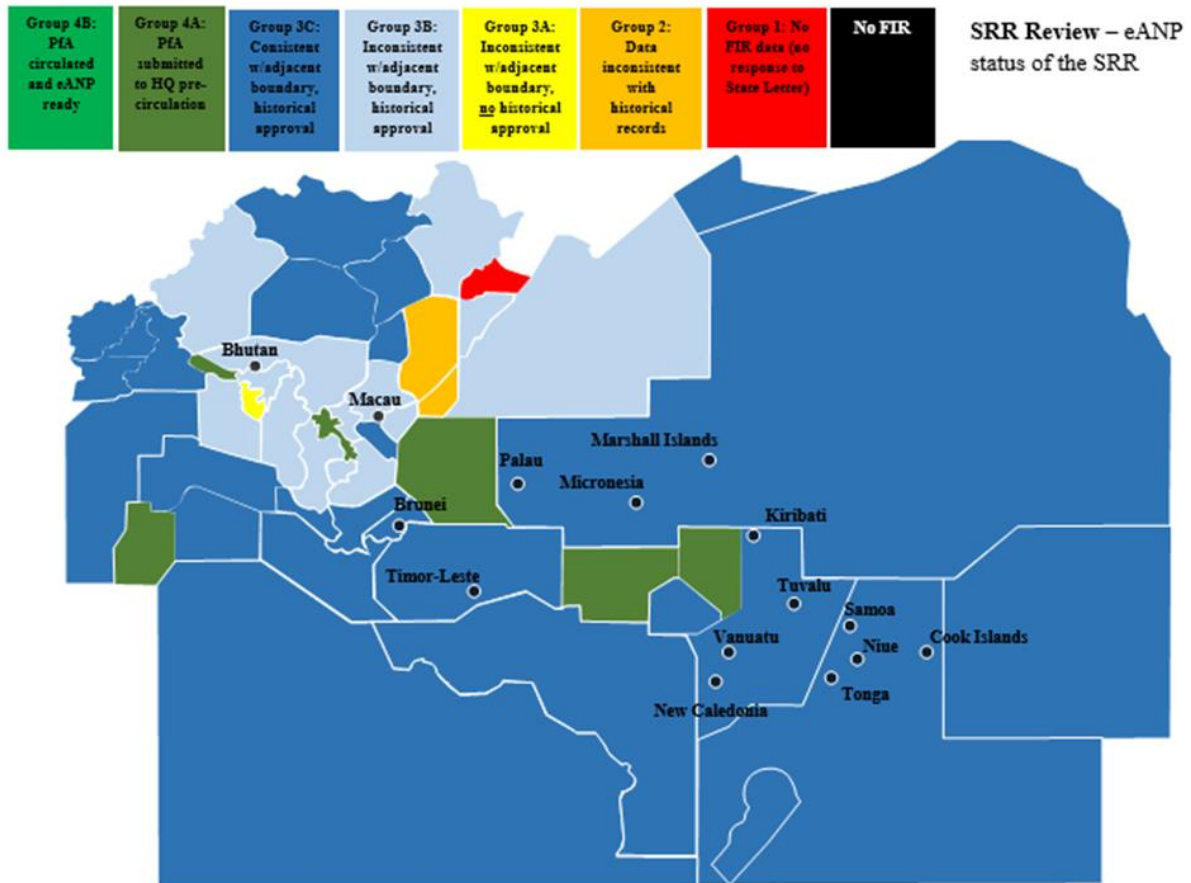 Group 4B:
PfA
circulated
and eANP
ready
Group 4A:
PfA
submitted
to HQ pre-
circulation
Group 3C:
Consistent
w/adjacent
boundary,
historical
approval
Group 3B:
Inconsistent
w/adjacent
boundary,
historical
approval
Group 3A:
Inconsistent
w/adjacent
boundary,
no historical
approval
Group 2:
Data
inconsistent
with
historical
records
Group 1: No
FIR data (no
response to
State Letter)
No FIR
SRR Review – eANP
status of the SRR
Bhutan
Macau
Marshall Islands
Palau
Micronesia
Brunei
Kiribati
Timor-Leste
Tuvalu
Samoa
Vanuatu
Niue
Cook Islands
Tonga
New Caledonia